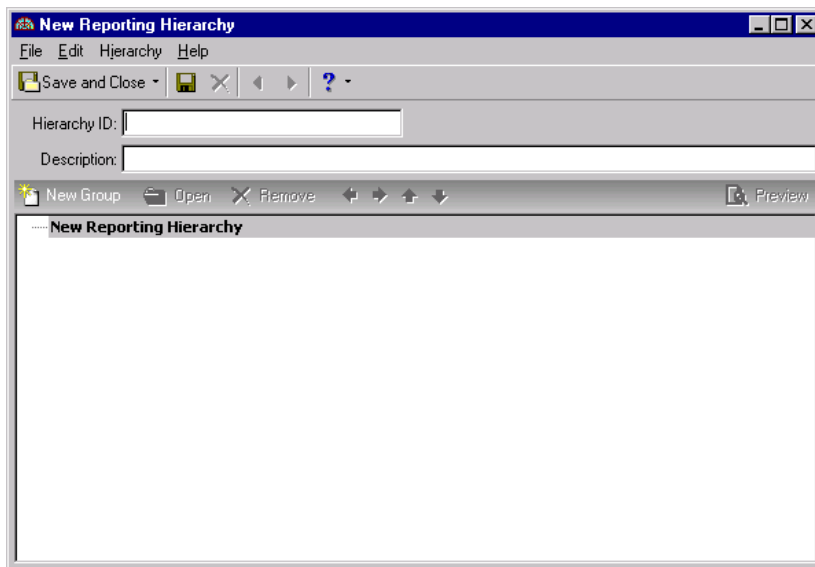 New Reporting Hierarchy
File Edit Hierarchy Help
Save and Close ?
Hierarchy ID:
Description:
New Group Open Remove Preview
New Reporting Hierarchy